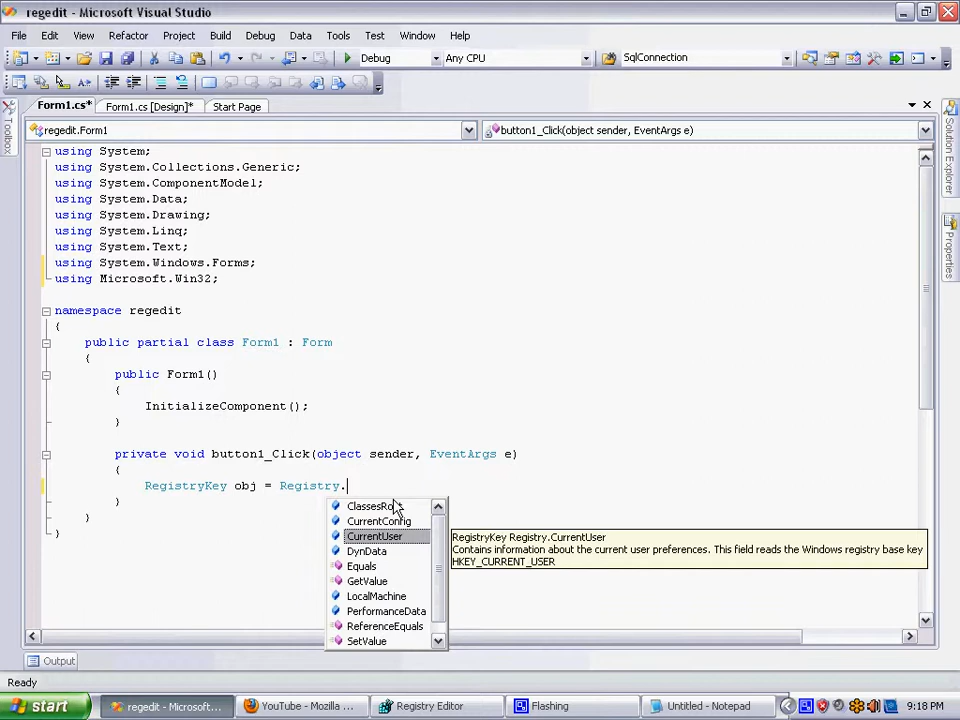 regedit - Microsoft Visual Studio
File Edit View Refactor Project Build Debug Data Tools Test Window Help
Debug Any CPU SqlConnection
Form1.cs* Form1.cs [Design]* Start Page
Toolbox
Solution Explorer
Properties
regedit.Form1 button1_Click(object sender, EventArgs e)
using System;
using System.Collections.Generic;
using System.ComponentModel;
using System.Data;
using System.Drawing;
using System.Linq;
using System.Text;
using System.Windows.Forms;
using Microsoft.Win32;
namespace regedit
{
public partial class Form1 : Form
{
public Form1()
{
InitializeComponent();
}
private void button1_Click(object sender, EventArgs e)
{
RegistryKey obj = Registry.
}
}
}
ClassesRoot
CurrentConfig
CurrentUser
DynData
Equals
GetValue
LocalMachine
PerformanceData
ReferenceEquals
SetValue
RegistryKey Registry.CurrentUser
Contains information about the current user preferences. This field reads the Windows registry base key
HKEY_CURRENT_USER
Output
Ready
start regedit - Microsoft... YouTube - Mozilla ... Registry Editor Flashing Untitled - Notepad 9:18 PM